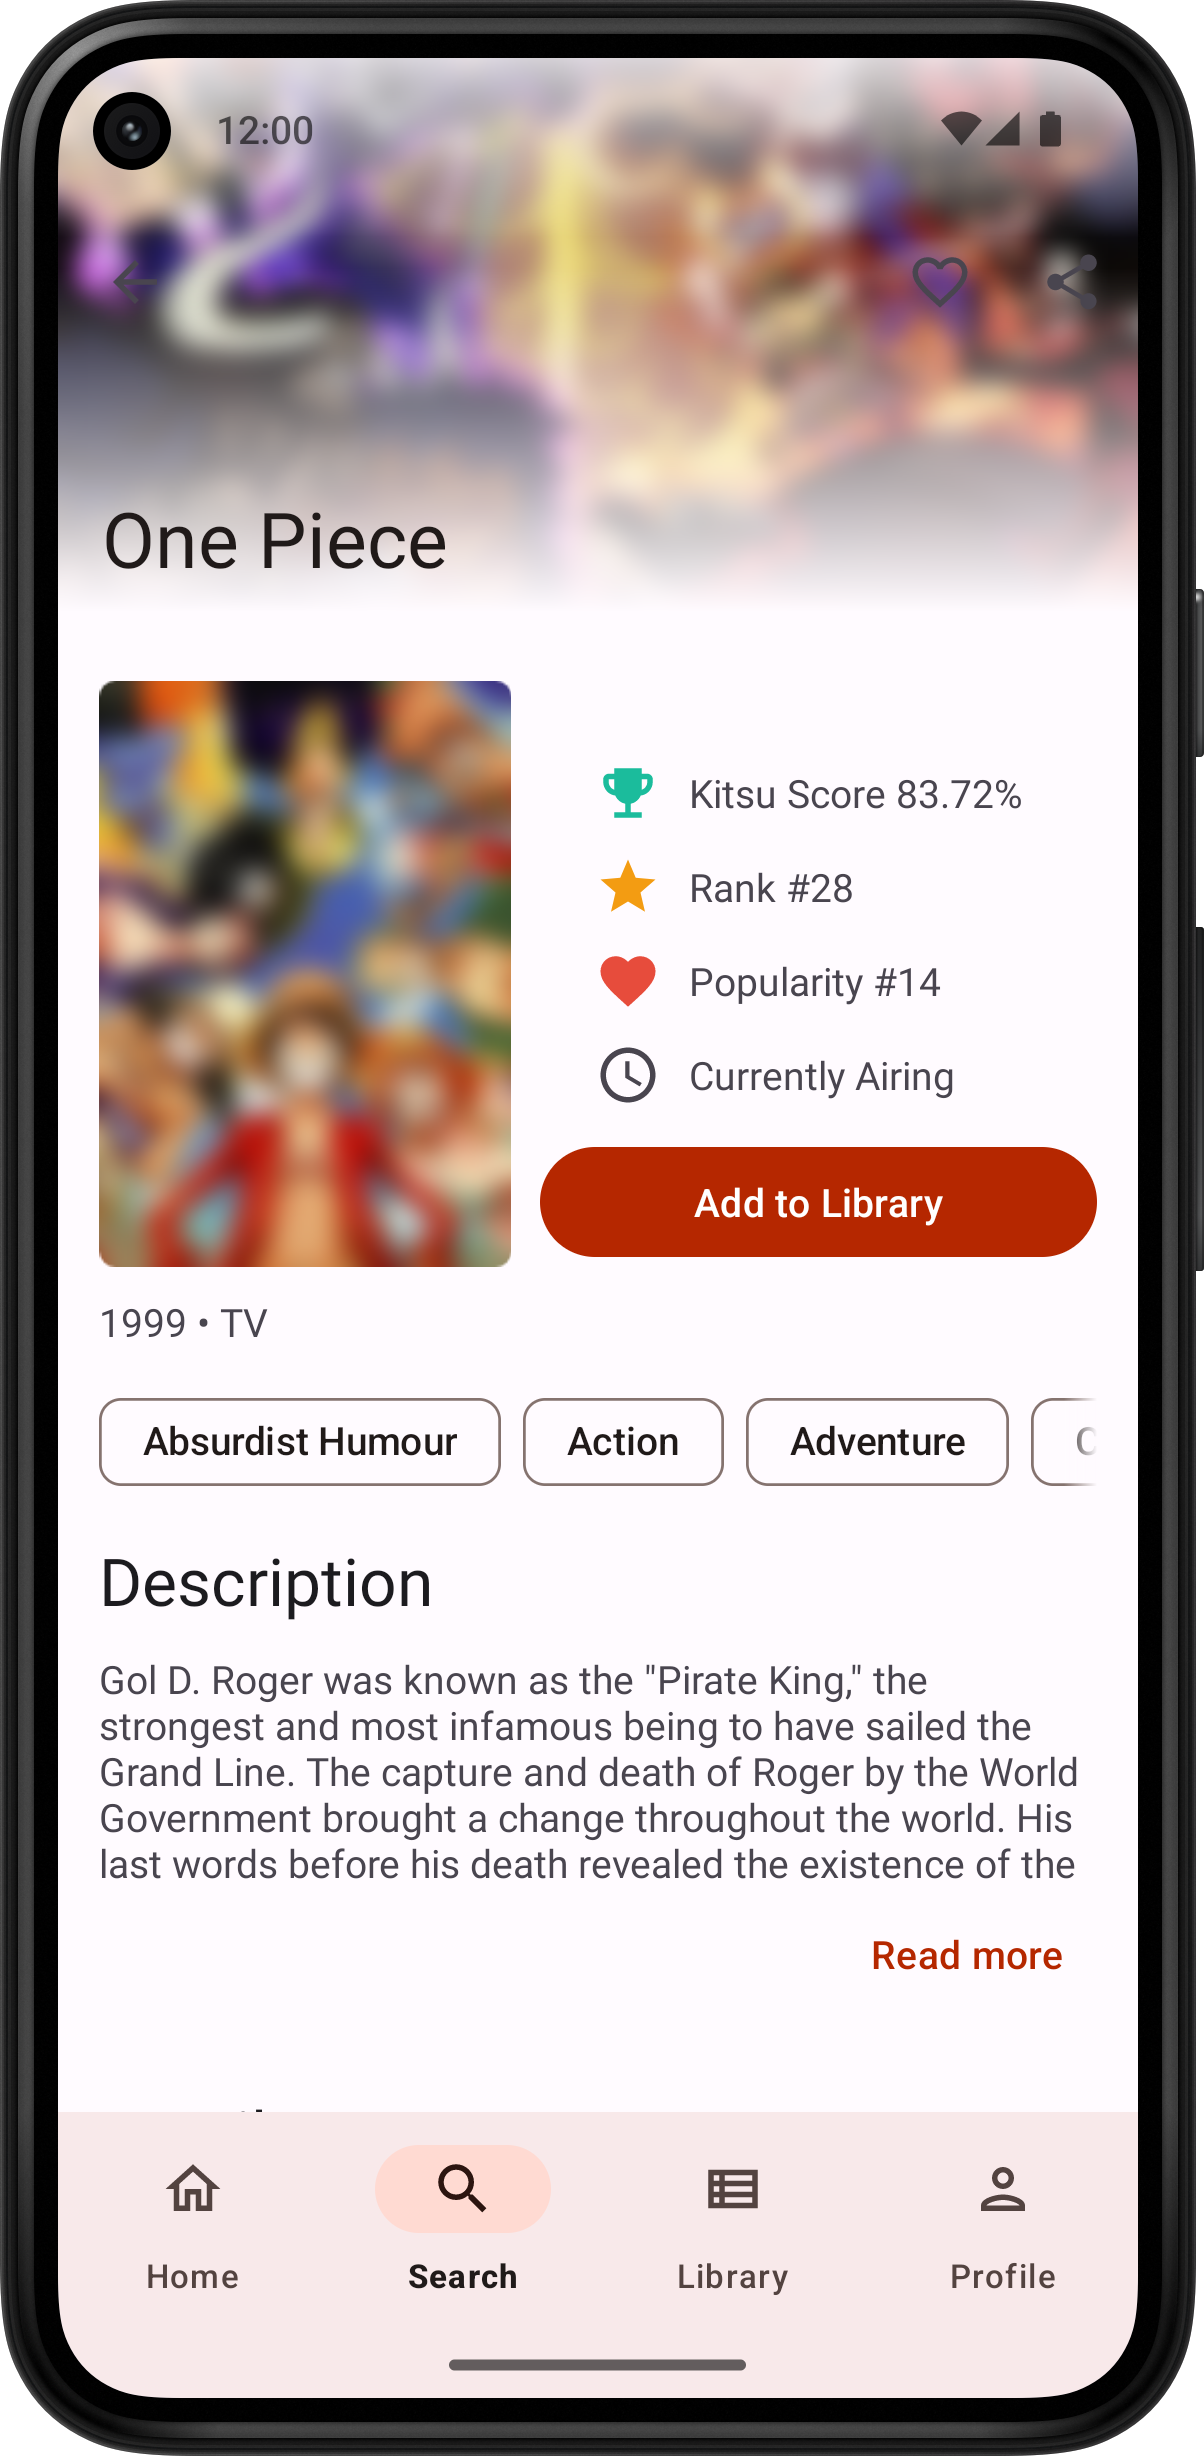 12:00
One Piece
Kitsu Score 83.72%
Rank #28
Popularity #14
Currently Airing
Add to Library
1999 • TV
Absurdist Humour
Action
Adventure
Description
Gol D. Roger was known as the "Pirate King," the
strongest and most infamous being to have sailed the
Grand Line. The capture and death of Roger by the World
Government brought a change throughout the world. His
last words before his death revealed the existence of the
Read more
Home
Search
Library
Profile